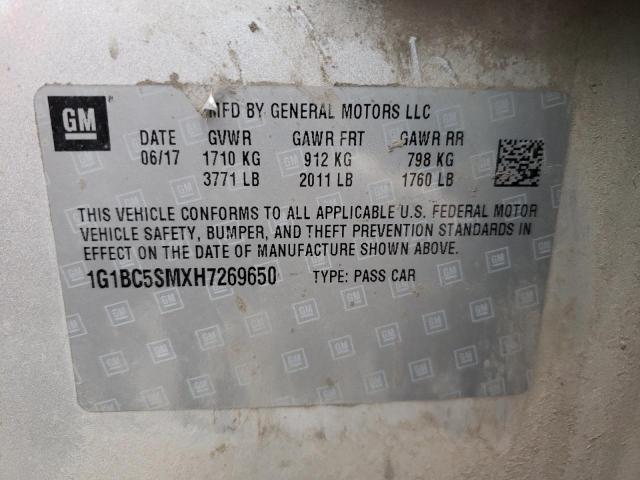 GM
MFD BY GENERAL MOTORS LLC
DATE GVWR GAWR FRT GAWR RR
06/17 1710 KG 912 KG 798 KG
3771 LB 2011 LB 1760 LB
THIS VEHICLE CONFORMS TO ALL APPLICABLE U.S. FEDERAL MOTOR
VEHICLE SAFETY, BUMPER, AND THEFT PREVENTION STANDARDS IN
EFFECT ON THE DATE OF MANUFACTURE SHOWN ABOVE.
1G1BC5SMXH7269650 TYPE: PASS CAR